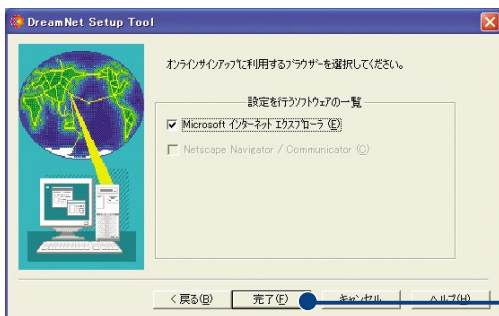 DreamNet Setup Tool
オンラインサインアップに利用するブラウザーを選択してください。
設定を行うソフトウェアの一覧
Microsoft インターネット エクスプローラ (E)
Netscape Navigator / Communicator (C)
< 戻る(B) 完了(F) キャンセル ヘルプ(H)